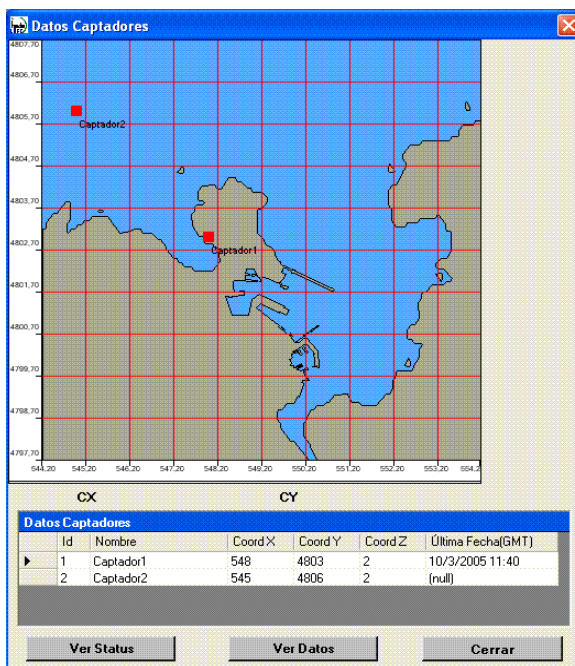 Datos Captadores
4807,70
4805,70
4804,70
4803,70
4802,70
4801,70
4800,70
4799,70
4798,70
4797,70
Captador2
Captador1
544,20 545,20 546,20 547,20 548,20 549,20 550,20 551,20 552,20 553,20 554,2
CX CY
Datos Captadores
Id Nombre Coord X Coord Y Coord Z Última Fecha(GMT)
1 Captador1 548 4803 2 10/3/2005 11:40
2 Captador2 545 4806 2 (null)
Ver Status Ver Datos Cerrar